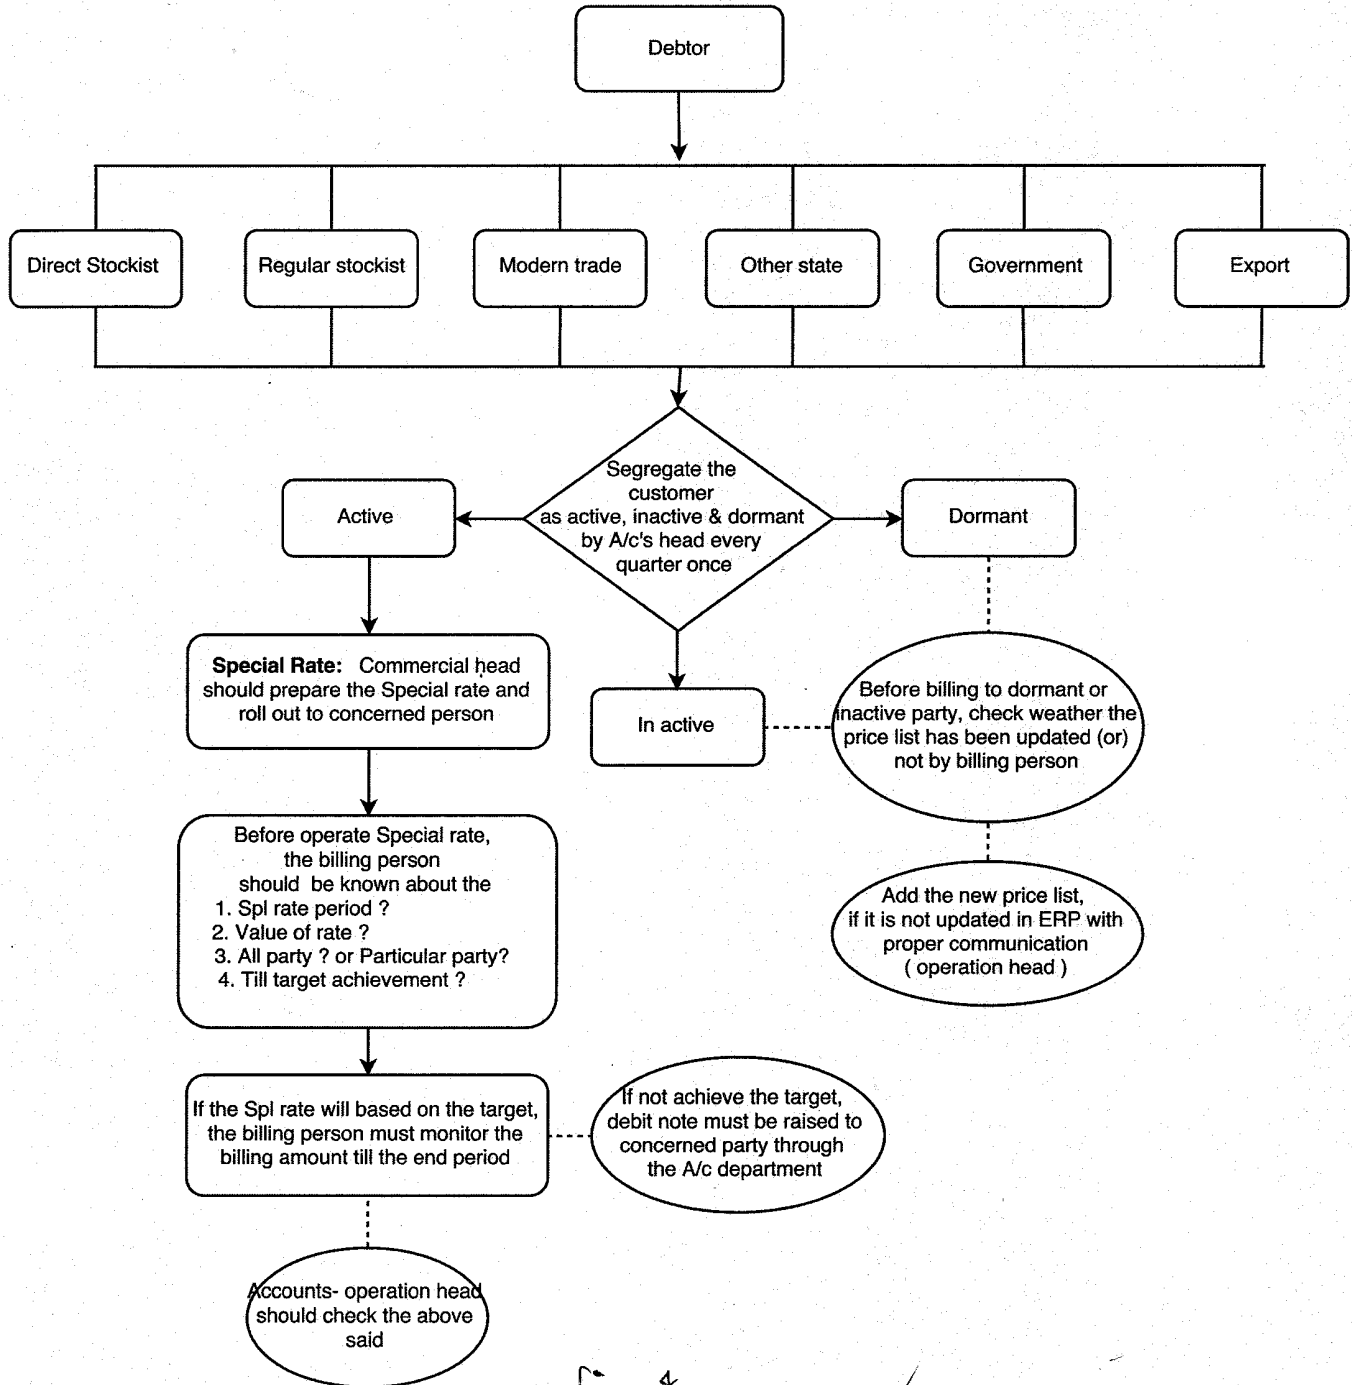 Debtor
Direct Stockist
Regular stockist
Modern trade
Other state
Government
Export
Segregate the
customer
as active, inactive & dormant
by A/c's head every
quarter once
Active
Dormant
Special Rate: Commercial head
should prepare the Special rate and
roll out to concerned person
In active
Before billing to dormant or
inactive party, check weather the
price list has been updated (or)
not by billing person
Before operate Special rate,
the billing person
should be known about the
1. Spl rate period ?
2. Value of rate ?
3. All party ? or Particular party?
4. Till target achievement ?
Add the new price list,
if it is not updated in ERP with
proper communication
( operation head )
If the Spl rate will based on the target,
the billing person must monitor the
billing amount till the end period
If not achieve the target,
debit note must be raised to
concerned party through
the A/c department
Accounts- operation head
should check the above
said